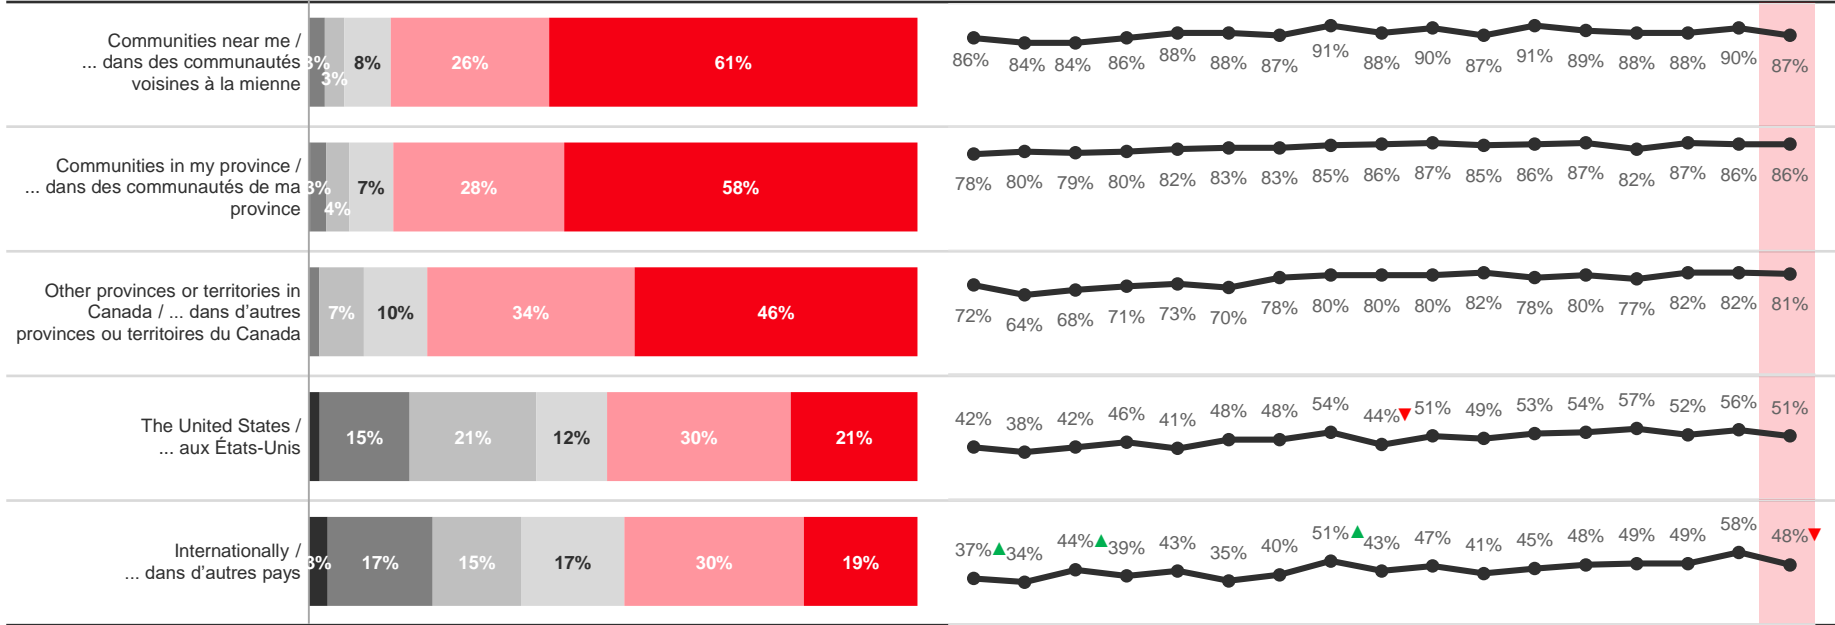 Communities near me /
... dans des communautés
voisines à la mienne
3%
3%
8%
26%
61%
86% 84% 84% 86% 88% 88% 87% 91% 88% 90% 87% 91% 89% 88% 88% 90% 87%
Communities in my province /
... dans des communautés de ma
province
3%
4%
7%
28%
58%
78% 80% 79% 80% 82% 83% 83% 85% 86% 87% 85% 86% 87% 82% 87% 86% 86%
Other provinces or territories in
Canada / ... dans d'autres
provinces ou territoires du Canada
7%
10%
34%
46%
72% 64% 68% 71% 73% 70% 78% 80% 80% 80% 82% 78% 80% 77% 82% 82% 81%
The United States /
... aux États-Unis
15%
21%
12%
30%
21%
42% 38% 42% 46% 41% 48% 48% 54% 44%▼ 51% 49% 53% 54% 57% 52% 56% 51%
Internationally /
... dans d'autres pays
3%
17%
15%
17%
30%
19%
37%▲ 34% 44%▲ 39% 43% 35% 40% 51%▲ 43% 47% 41% 45% 48% 49% 49% 58% 48%▼